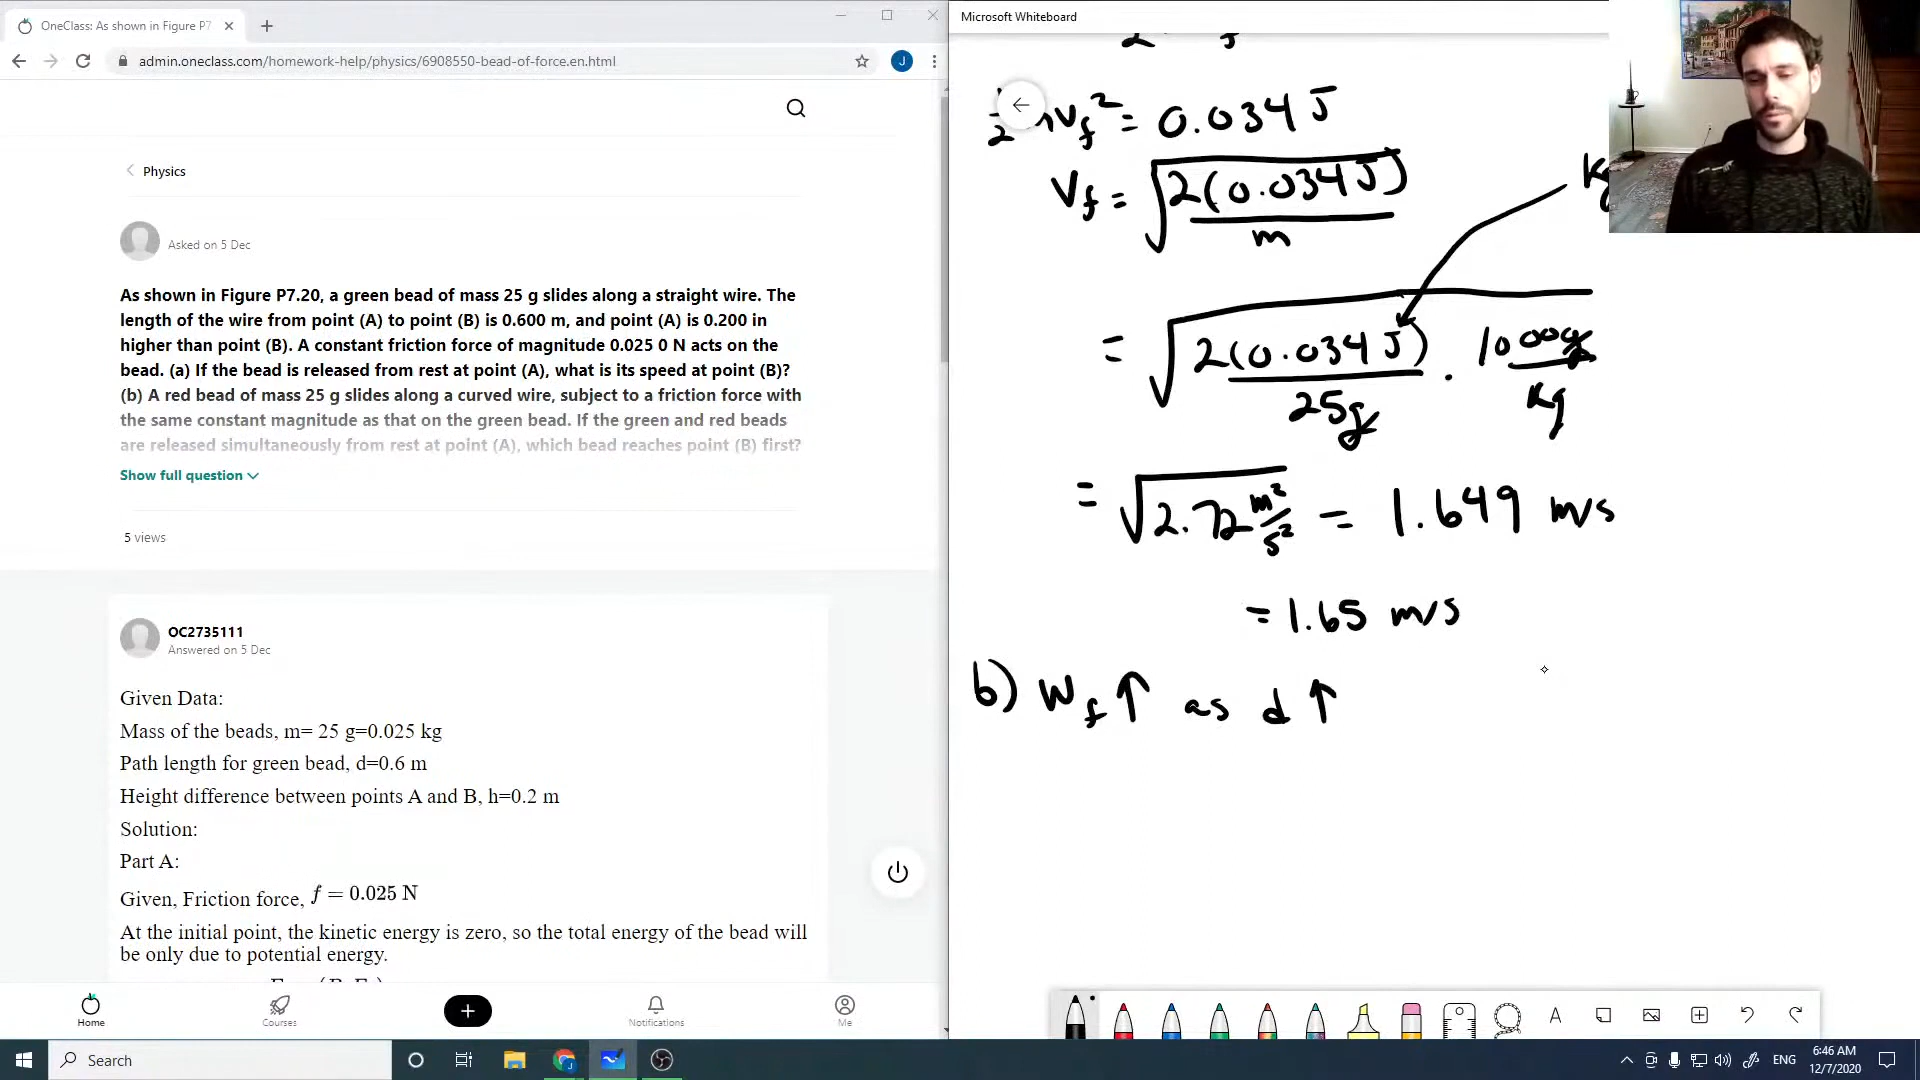 OneClass: As shown in Figure P7
admin.oneclass.com/homework-help/physics/6908550-bead-of-force.en.html
J
Physics
Asked on 5 Dec
As shown in Figure P7.20, a green bead of mass 25 g slides along a straight wire. The
length of the wire from point (A) to point (B) is 0.600 m, and point (A) is 0.200 in
higher than point (B). A constant friction force of magnitude 0.025 0 N acts on the
bead. (a) If the bead is released from rest at point (A), what is its speed at point (B)?
(b) A red bead of mass 25 g slides along a curved wire, subject to a friction force with
the same constant magnitude as that on the green bead. If the green and red beads
are released simultaneously from rest at point (A), which bead reaches point (B) first?
Show full question
5 views
OC2735111
Answered on 5 Dec
Given Data:
Mass of the beads, m= 25 g=0.025 kg
Path length for green bead, d=0.6 m
Height difference between points A and B, h=0.2 m
Solution:
Part A:
Given, Friction force, f = 0.025 N
At the initial point, the kinetic energy is zero, so the total energy of the bead will
be only due to potential energy.
Home
Courses
Notifications
Me
Microsoft Whiteboard
vf² = 0.034 J
Vf = √2(0.034 J)
m
= √2(0.034 J) · 1000g
25g kg
= √2.72 m²/s² = 1.649 m/s
= 1.65 m/s
b) Wf ↑ as d ↑
Search
ENG
6:46 AM
12/7/2020